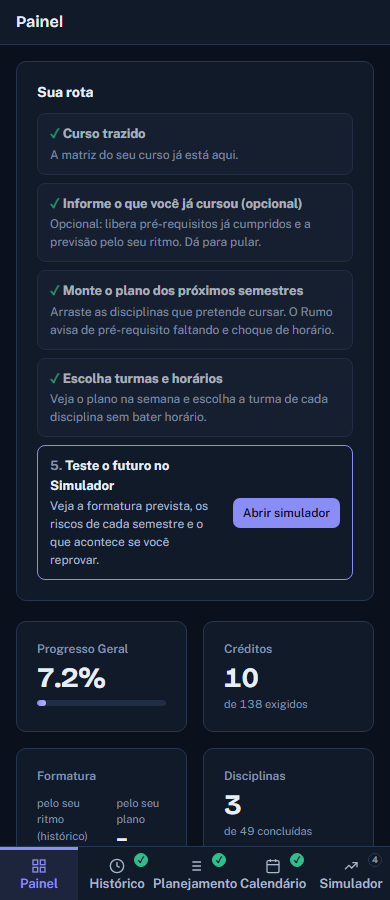 Painel
Sua rota
✓ Curso trazido
A matriz do seu curso já está aqui.
✓ Informe o que você já cursou (opcional)
Opcional: libera pré-requisitos já cumpridos e a
previsão pelo seu ritmo. Dá para pular.
✓ Monte o plano dos próximos semestres
Arraste as disciplinas que pretende cursar. O Rumo
avisa de pré-requisito faltando e choque de horário.
✓ Escolha turmas e horários
Veja o plano na semana e escolha a turma de cada
disciplina sem bater horário.
5. Teste o futuro no
Simulador
Veja a formatura prevista, os
riscos de cada semestre e o
que acontece se você
reprovar.
Abrir simulador
Progresso Geral
7.2%
Créditos
10
de 138 exigidos
Formatura
pelo seu
ritmo
(histórico)
pelo seu
plano
–
Disciplinas
3
de 49 concluídas
Painel
Histórico
Planejamento
Calendário
4
Simulador